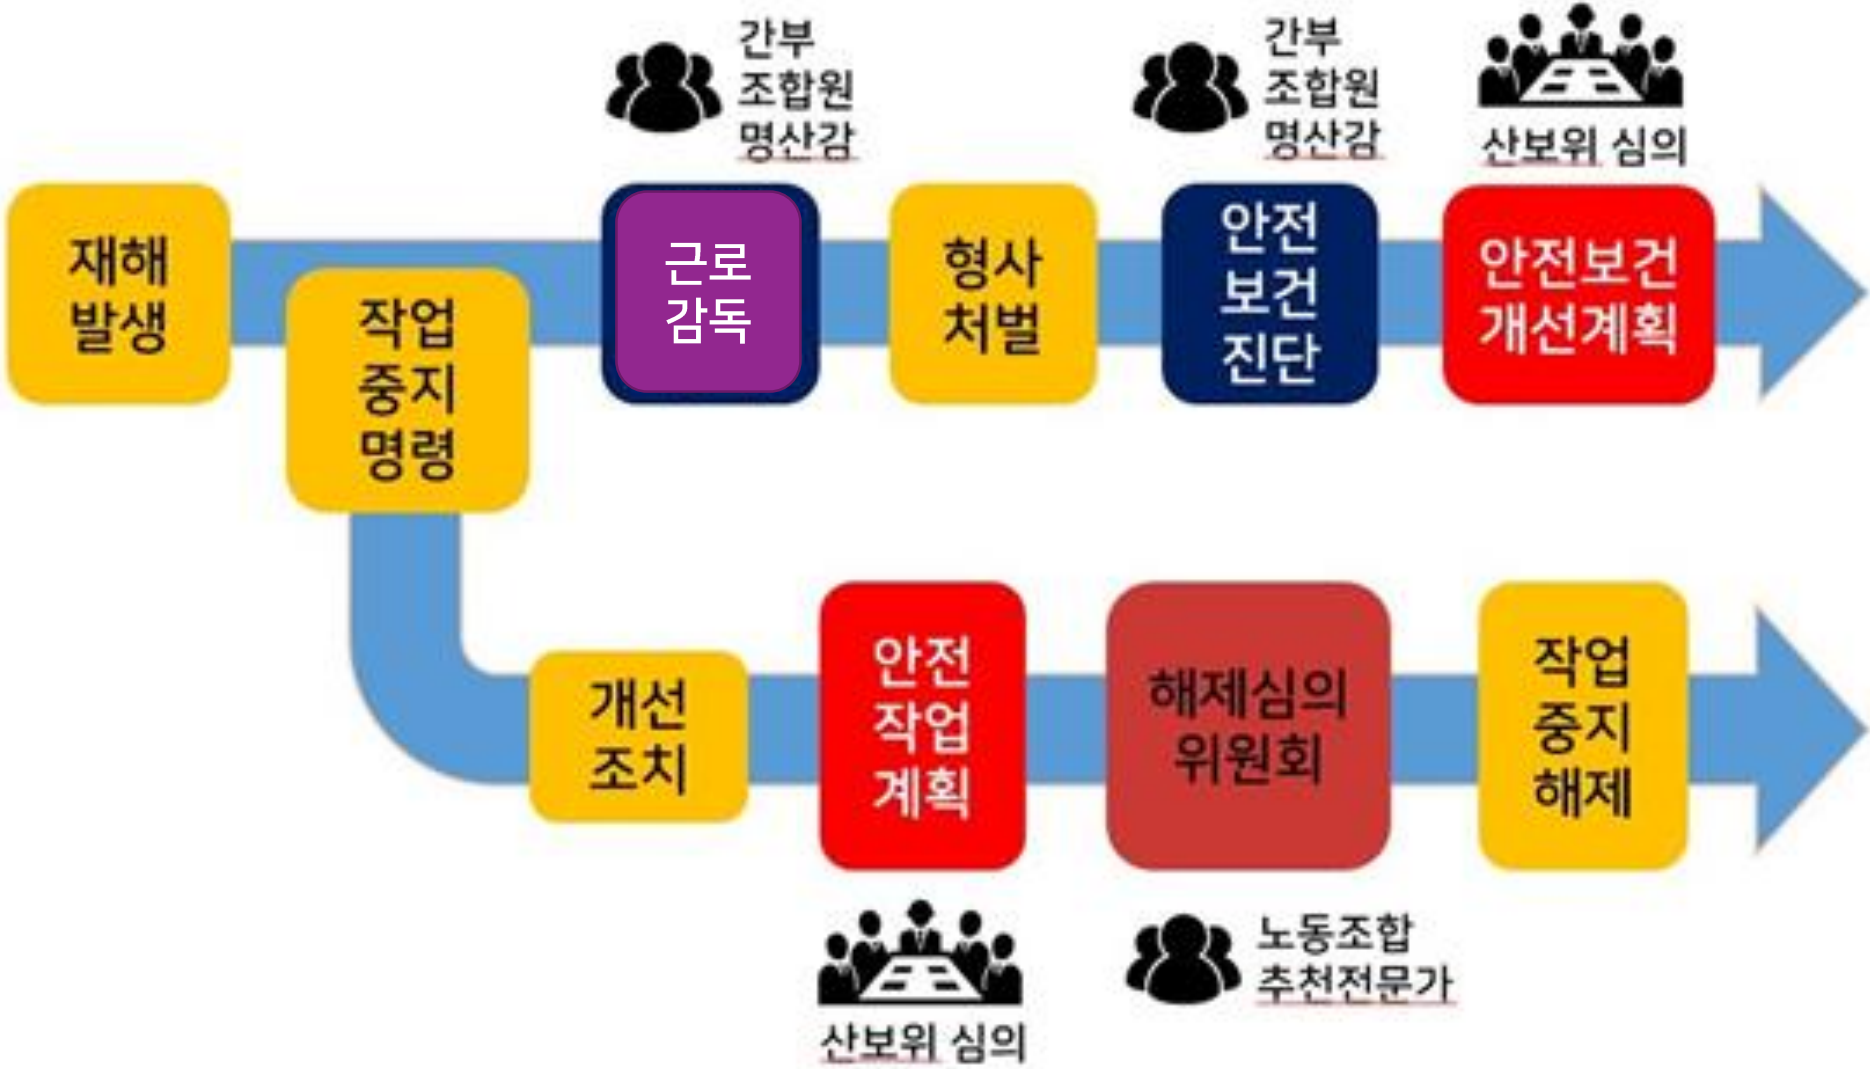 간부
조합원
명산감
간부
조합원
명산감
산보위 심의
재해
발생
작업
중지
명령
근로
감독
형사
처벌
안전
보건
진단
안전보건
개선계획
개선
조치
안전
작업
계획
해제심의
위원회
작업
중지
해제
산보위 심의
노동조합
추천전문가